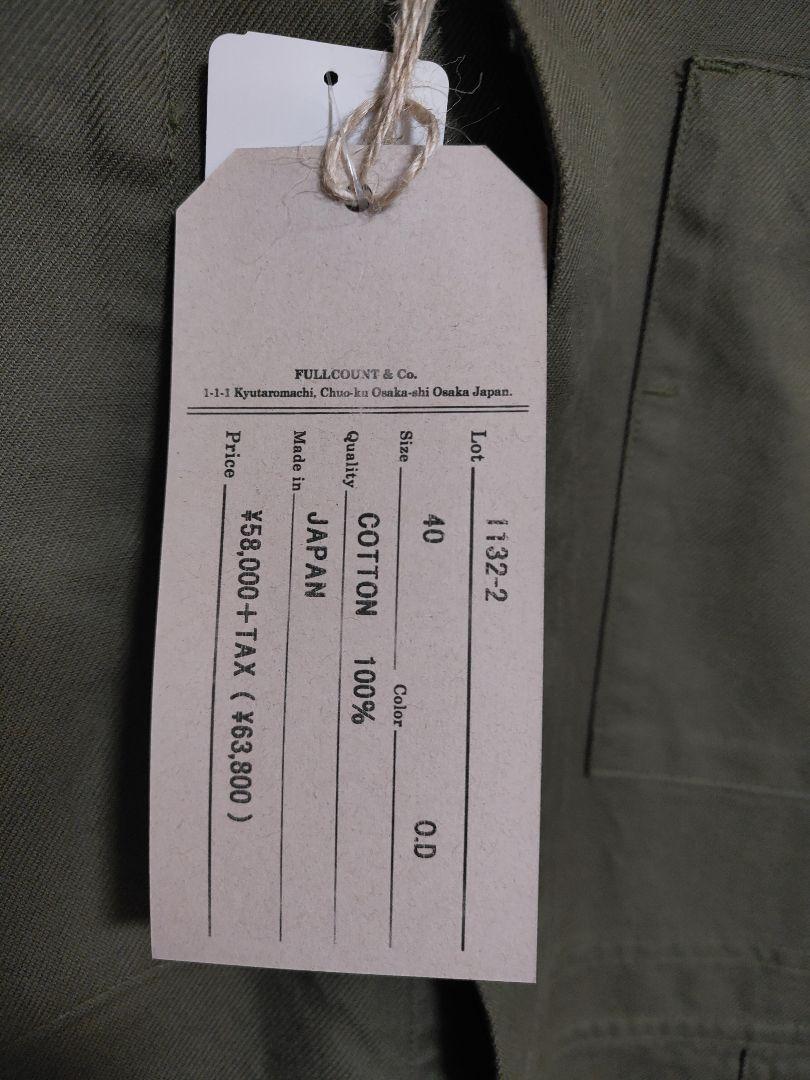 FULLCOUNT & Co.
1-1-1 Kyutaromachi, Chuo-ku Osaka-shi Osaka Japan.
Lot 1132-2
Size 40 Color O.D
Quality COTTON 100%
Made in JAPAN
Price ¥58,000+TAX (¥63,800)